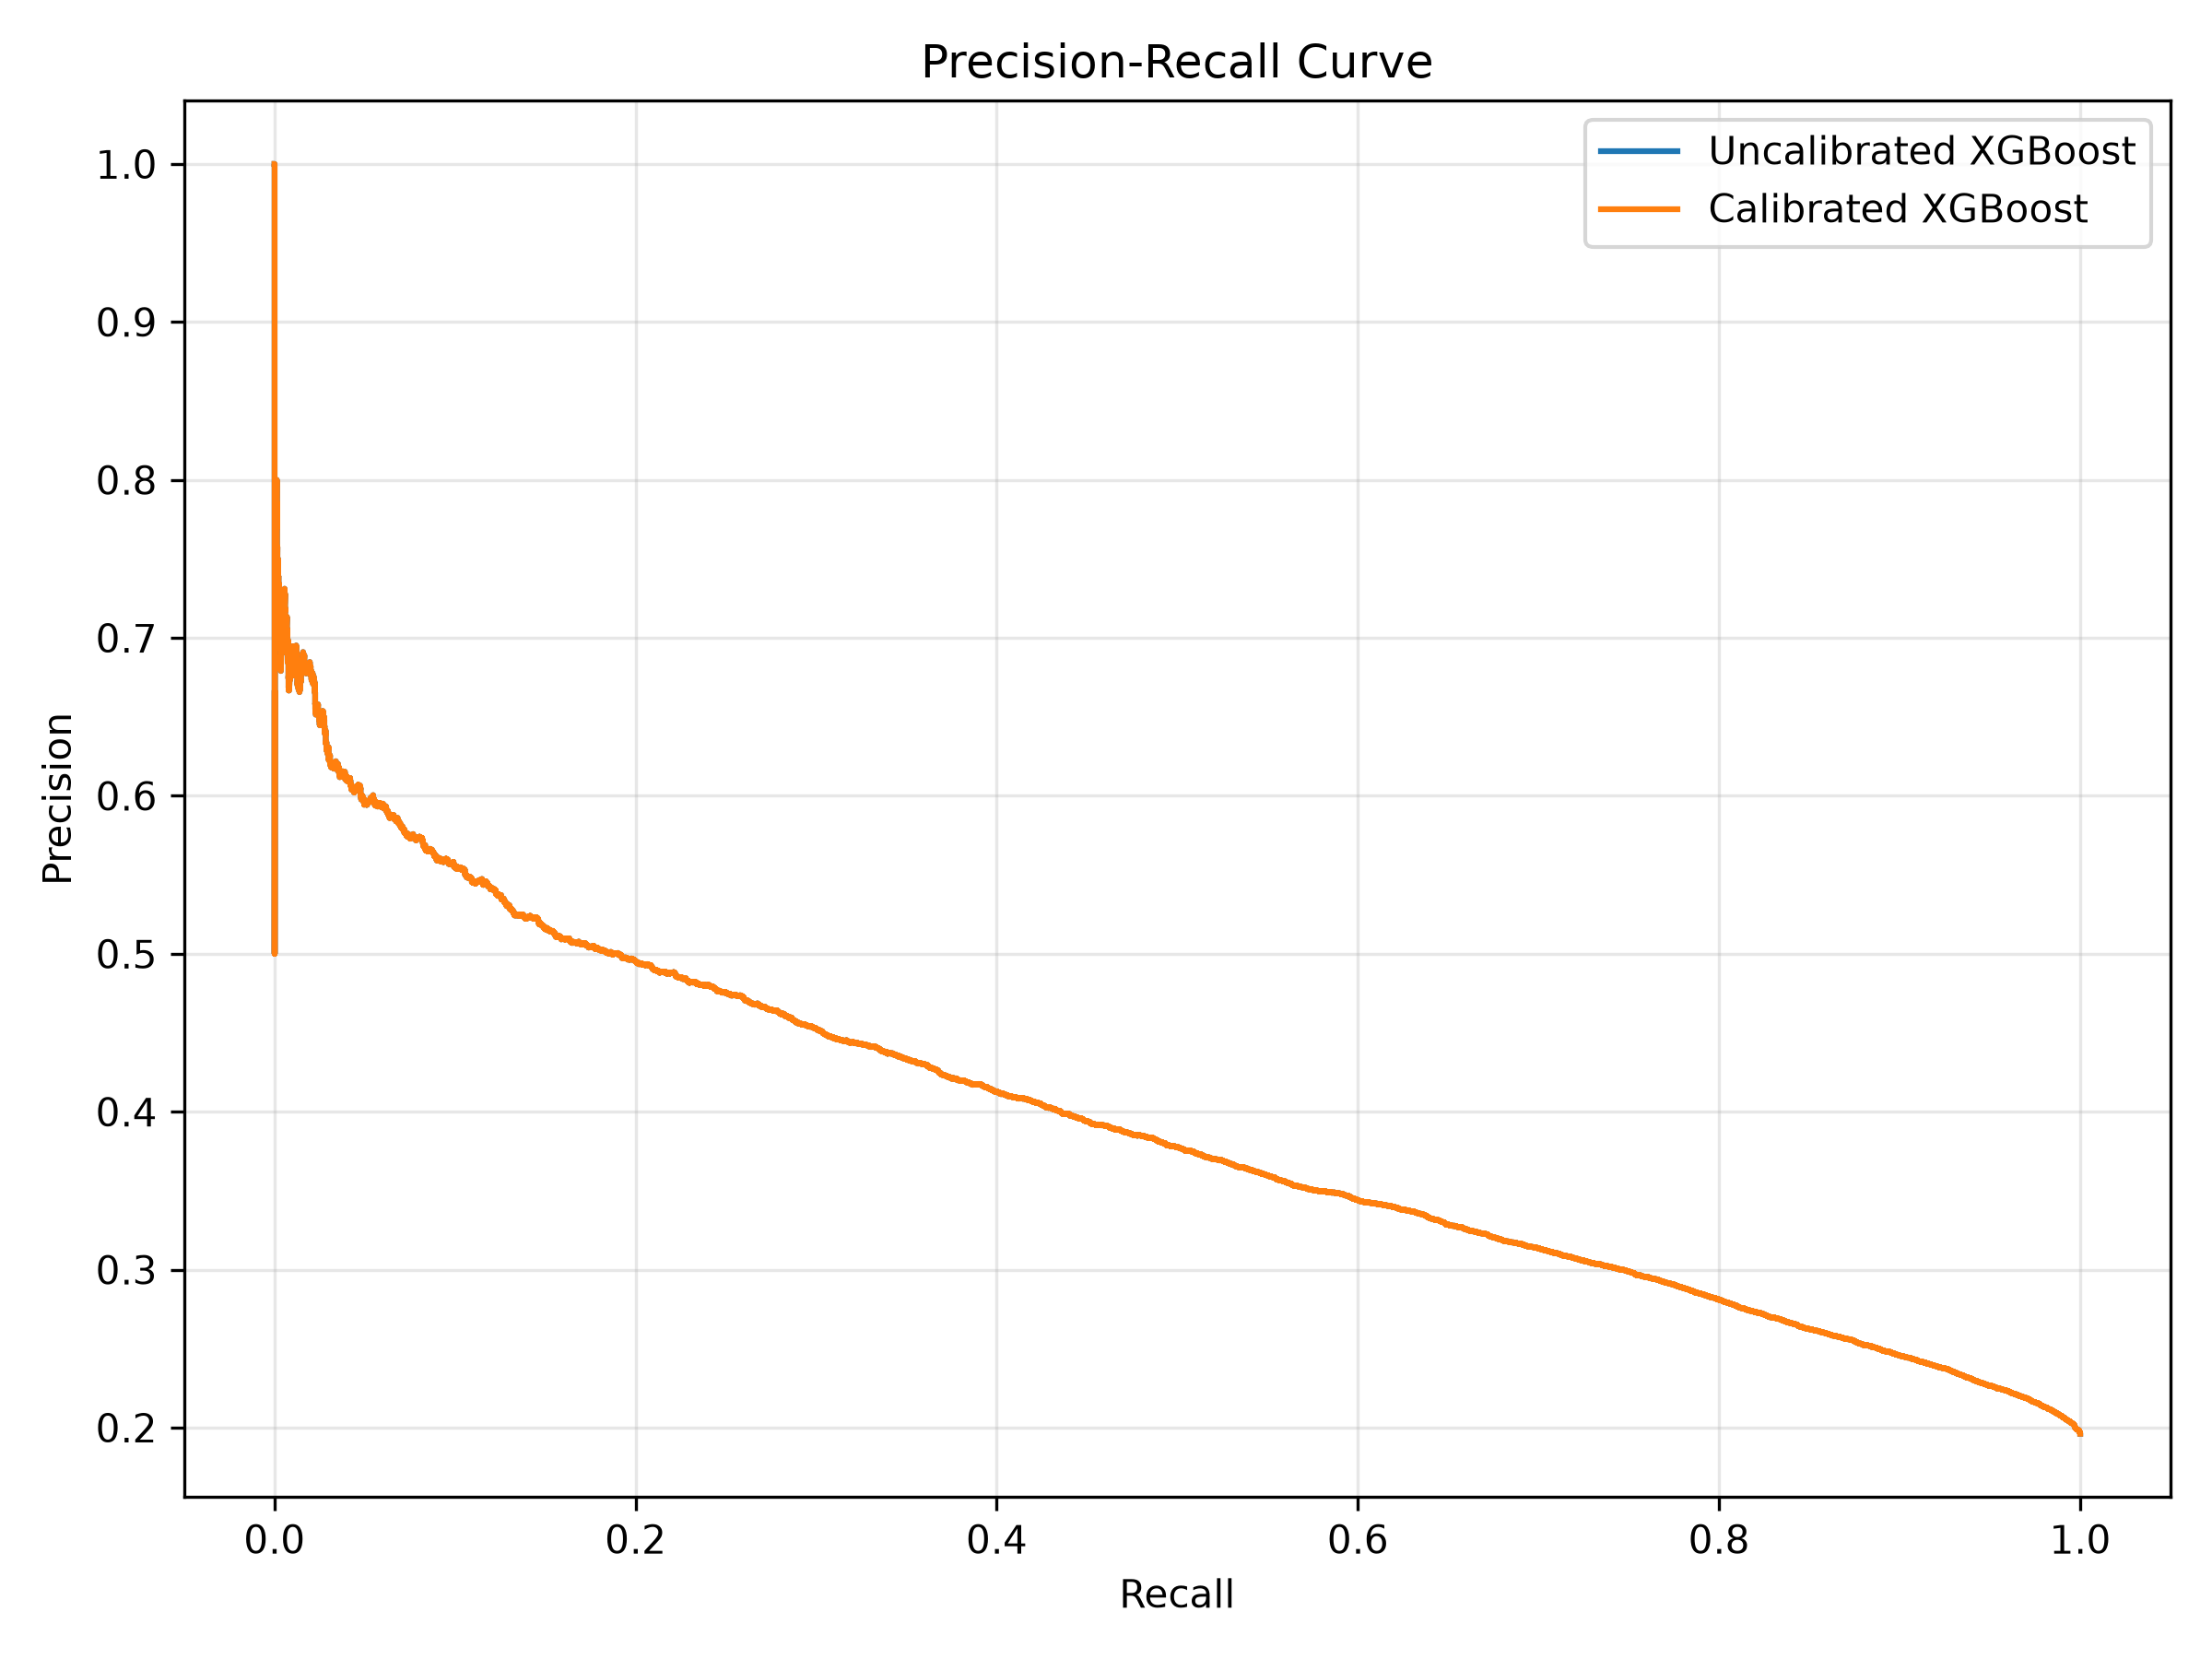 Precision-Recall Curve
Uncalibrated XGBoost
Calibrated XGBoost
1.0
0.9
0.8
0.7
0.6
0.5
0.4
0.3
0.2
Precision
0.0 0.2 0.4 0.6 0.8 1.0
Recall